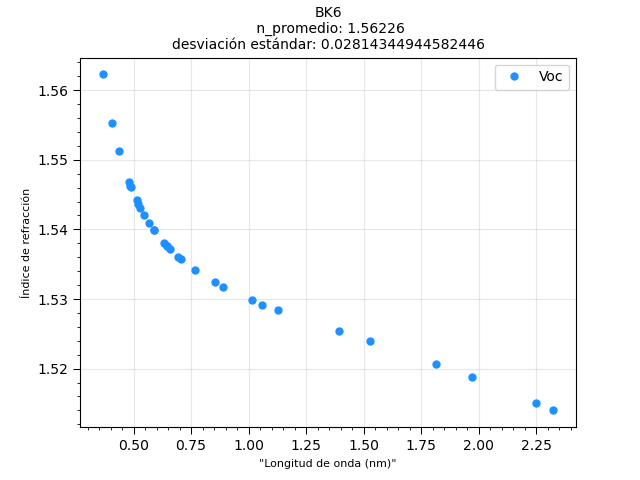 BK6
n_promedio: 1.56226
desviación estándar: 0.02814344944582446
Voc
Índice de refracción
1.56
1.55
1.54
1.53
1.52
0.50 0.75 1.00 1.25 1.50 1.75 2.00 2.25
"Longitud de onda (nm)"